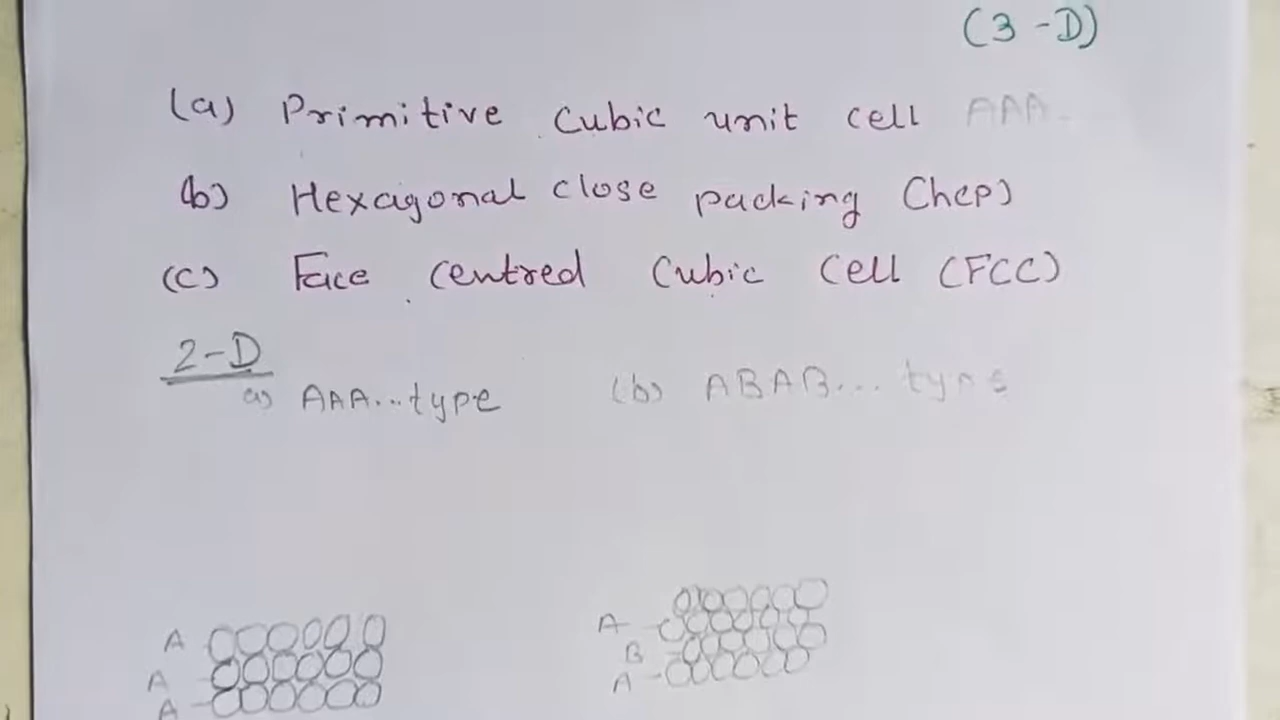 (3-D)
(a) Primitive cubic unit cell AAA-
(b) Hexagonal close packing (hcp)
(c) Face centred cubic cell (FCC)
2-D
(a) AAA...type (b) ABAB... type
A
A
A
A
B
A